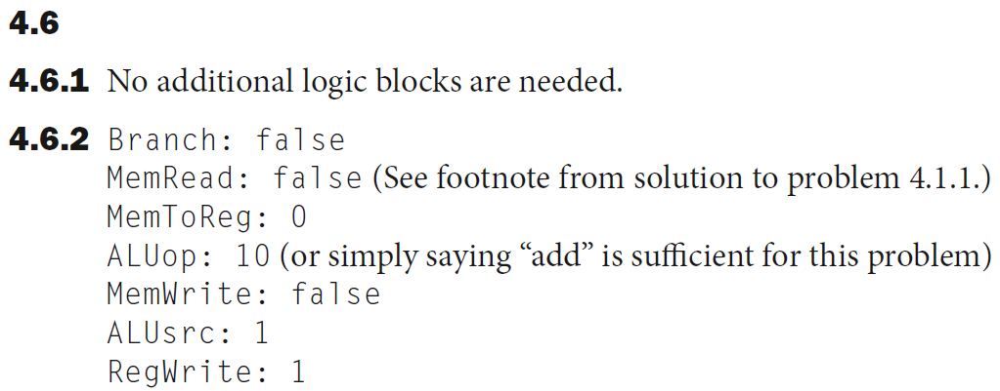 4.6
4.6.1 No additional logic blocks are needed.
4.6.2 Branch: false
MemRead: false (See footnote from solution to problem 4.1.1.)
MemToReg: 0
ALUop: 10 (or simply saying “add” is sufficient for this problem)
MemWrite: false
ALUsrc: 1
RegWrite: 1